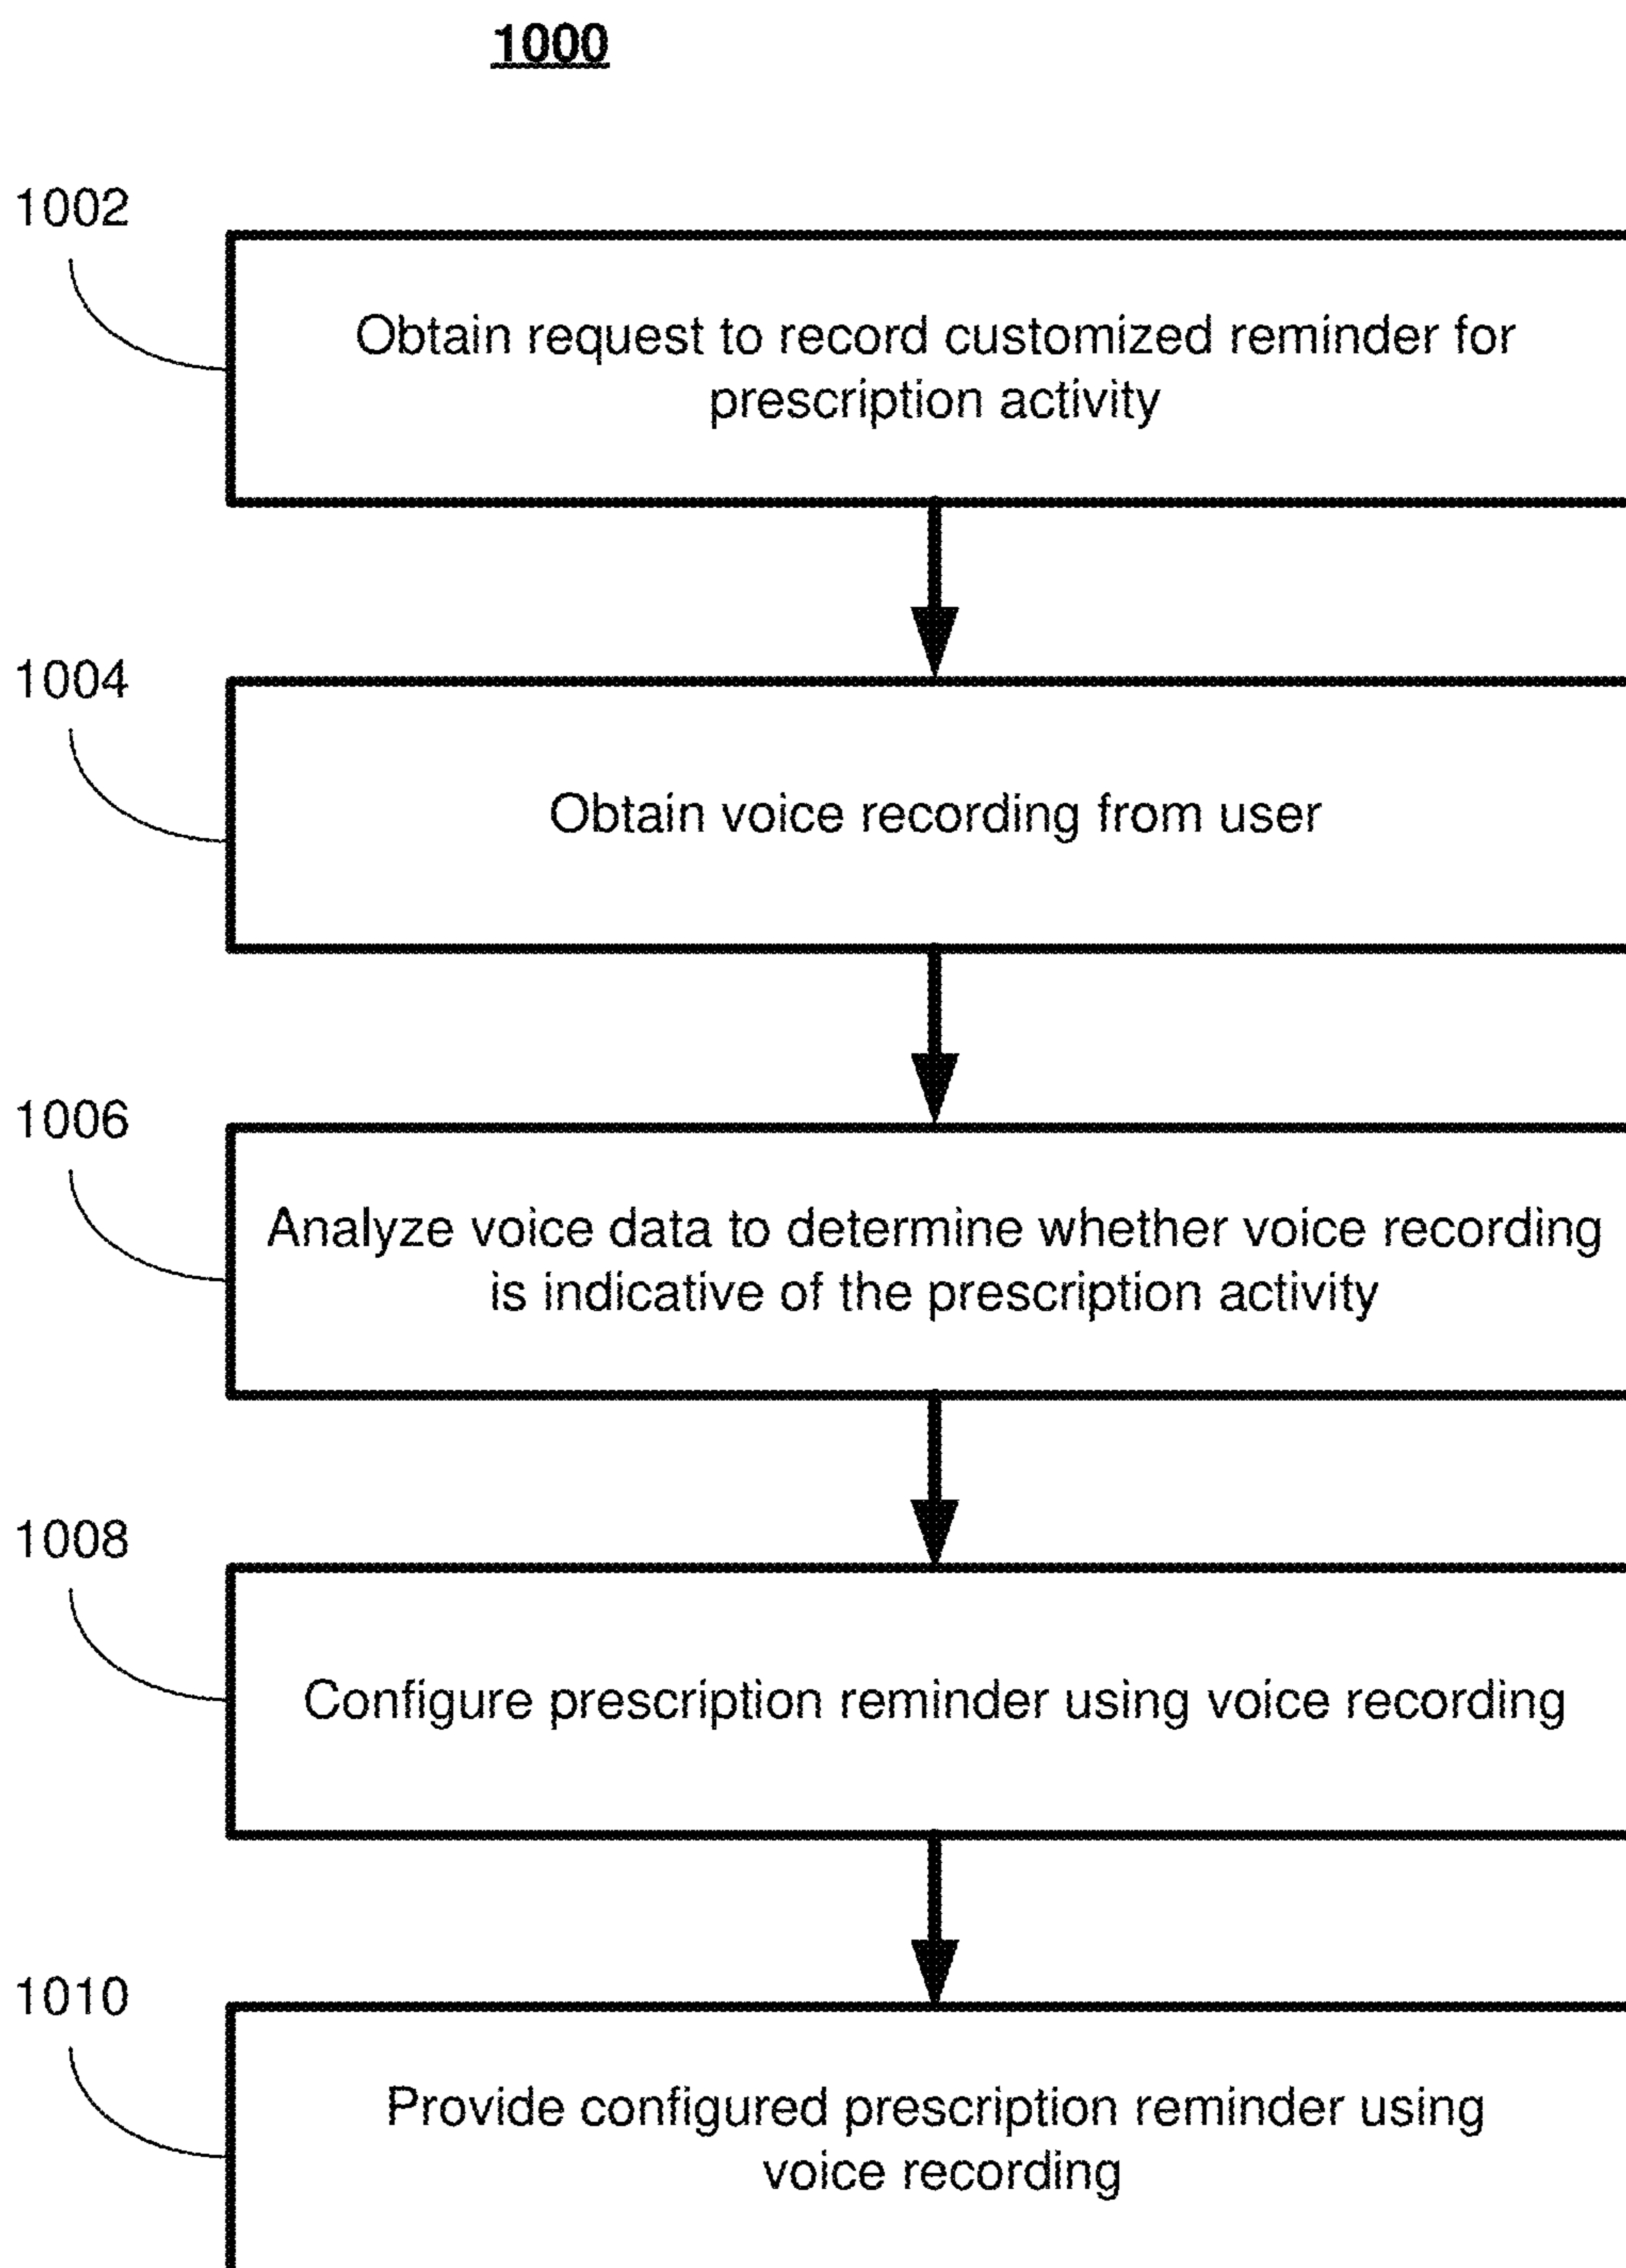 1000
1002
Obtain request to record customized reminder for
prescription activity
1004
Obtain voice recording from user
1006
Analyze voice data to determine whether voice recording
is indicative of the prescription activity
1008
Configure prescription reminder using voice recording
1010
Provide configured prescription reminder using
voice recording